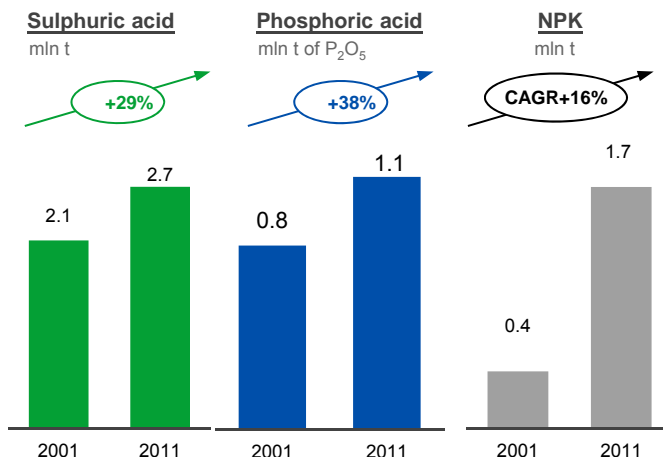 Sulphuric acid
mln t
+29%
2.1
2.7
2001
2011
Phosphoric acid
mln t of P₂O₅
+38%
0.8
1.1
2001
2011
NPK
mln t
CAGR+16%
0.4
1.7
2001
2011